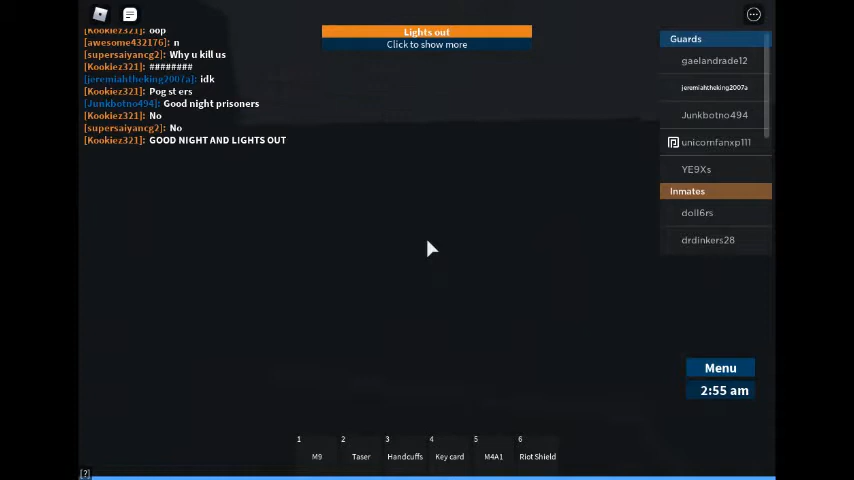 [Kookiez321]: oop
[awesome432176]: n
[supersaiyancg2]: Why u kill us
[Kookiez321]: ########
[jeremiahtheking2007a]: idk
[Kookiez321]: Pog st ers
[Junkbotno494]: Good night prisoners
[Kookiez321]: No
[supersaiyancg2]: No
[Kookiez321]: GOOD NIGHT AND LIGHTS OUT
Lights out
Click to show more
Guards
gaelandrade12
jeremiahtheking2007a
Junkbotno494
unicornfanxp111
YE9Xs
Inmates
doll6rs
drdinkers28
Menu
2:55 am
1 2 3 4 5 6
M9 Taser Handcuffs Key card M4A1 Riot Shield
[?]